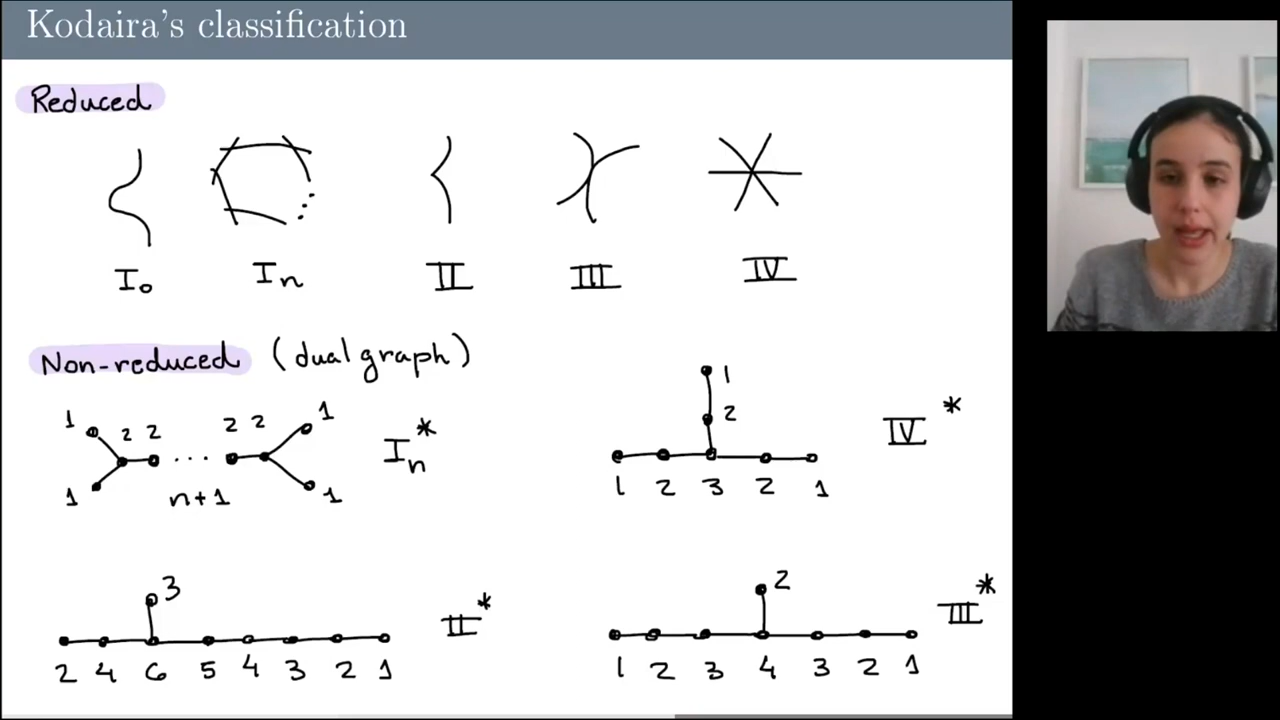 Kodaira's classification
Reduced
I₀ Iₙ II III IV
Non-reduced (dual graph)
1 2 2 ... 2 2 1
1 n+1 1
Iₙ*
1
2
1 2 3 2 1
IV*
3
2 4 6 5 4 3 2 1
II*
2
1 2 3 4 3 2 1
III*